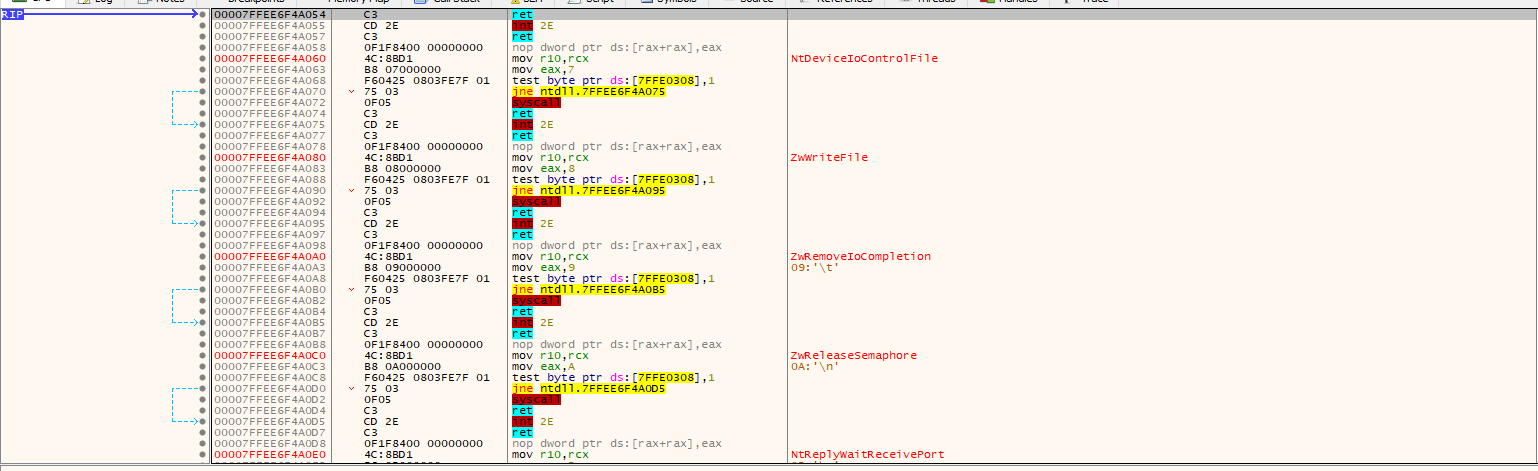 Breakpoints Memory Map Call Stack SEH Script Symbols Source References Threads Handles Trace
RIP 00007FFEE6F4A054 C3 ret
00007FFEE6F4A055 CD 2E int 2E
00007FFEE6F4A057 C3 ret
00007FFEE6F4A058 0F1F8400 00000000 nop dword ptr ds:[rax+rax],eax
00007FFEE6F4A060 4C:8BD1 mov r10,rcx NtDeviceIoControlFile
00007FFEE6F4A063 B8 07000000 mov eax,7
00007FFEE6F4A068 F60425 0803FE7F 01 test byte ptr ds:[7FFE0308],1
00007FFEE6F4A070 75 03 jne ntdll.7FFEE6F4A075
00007FFEE6F4A072 0F05 syscall
00007FFEE6F4A074 C3 ret
00007FFEE6F4A075 CD 2E int 2E
00007FFEE6F4A077 C3 ret
00007FFEE6F4A078 0F1F8400 00000000 nop dword ptr ds:[rax+rax],eax
00007FFEE6F4A080 4C:8BD1 mov r10,rcx ZwWriteFile
00007FFEE6F4A083 B8 08000000 mov eax,8
00007FFEE6F4A088 F60425 0803FE7F 01 test byte ptr ds:[7FFE0308],1
00007FFEE6F4A090 75 03 jne ntdll.7FFEE6F4A095
00007FFEE6F4A092 0F05 syscall
00007FFEE6F4A094 C3 ret
00007FFEE6F4A095 CD 2E int 2E
00007FFEE6F4A097 C3 ret
00007FFEE6F4A098 0F1F8400 00000000 nop dword ptr ds:[rax+rax],eax
00007FFEE6F4A0A0 4C:8BD1 mov r10,rcx ZwRemoveIoCompletion
00007FFEE6F4A0A3 B8 09000000 mov eax,9 09:'\t'
00007FFEE6F4A0A8 F60425 0803FE7F 01 test byte ptr ds:[7FFE0308],1
00007FFEE6F4A0B0 75 03 jne ntdll.7FFEE6F4A0B5
00007FFEE6F4A0B2 0F05 syscall
00007FFEE6F4A0B4 C3 ret
00007FFEE6F4A0B5 CD 2E int 2E
00007FFEE6F4A0B7 C3 ret
00007FFEE6F4A0B8 0F1F8400 00000000 nop dword ptr ds:[rax+rax],eax
00007FFEE6F4A0C0 4C:8BD1 mov r10,rcx ZwReleaseSemaphore
00007FFEE6F4A0C3 B8 0A000000 mov eax,A 0A:'\n'
00007FFEE6F4A0C8 F60425 0803FE7F 01 test byte ptr ds:[7FFE0308],1
00007FFEE6F4A0D0 75 03 jne ntdll.7FFEE6F4A0D5
00007FFEE6F4A0D2 0F05 syscall
00007FFEE6F4A0D4 C3 ret
00007FFEE6F4A0D5 CD 2E int 2E
00007FFEE6F4A0D7 C3 ret
00007FFEE6F4A0D8 0F1F8400 00000000 nop dword ptr ds:[rax+rax],eax
00007FFEE6F4A0E0 4C:8BD1 mov r10,rcx NtReplyWaitReceivePort